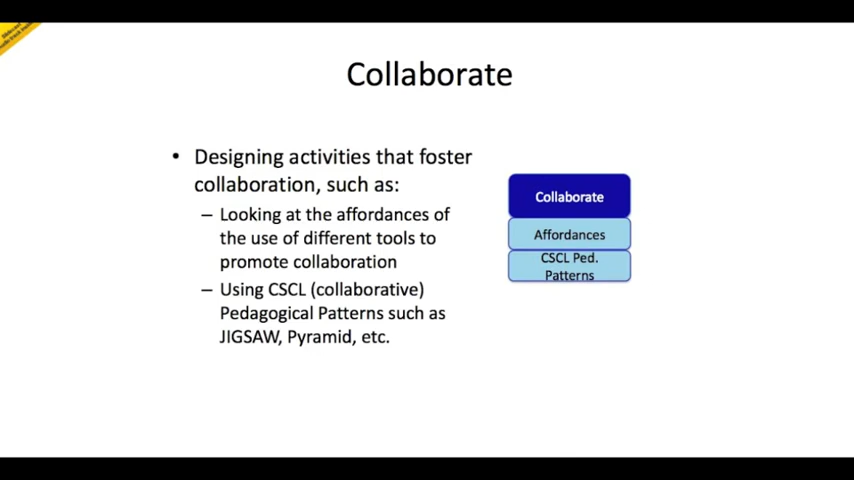 Collaborate
• Designing activities that foster
collaboration, such as:
– Looking at the affordances of
the use of different tools to
promote collaboration
– Using CSCL (collaborative)
Pedagogical Patterns such as
JIGSAW, Pyramid, etc.
Collaborate
Affordances
CSCL Ped.
Patterns